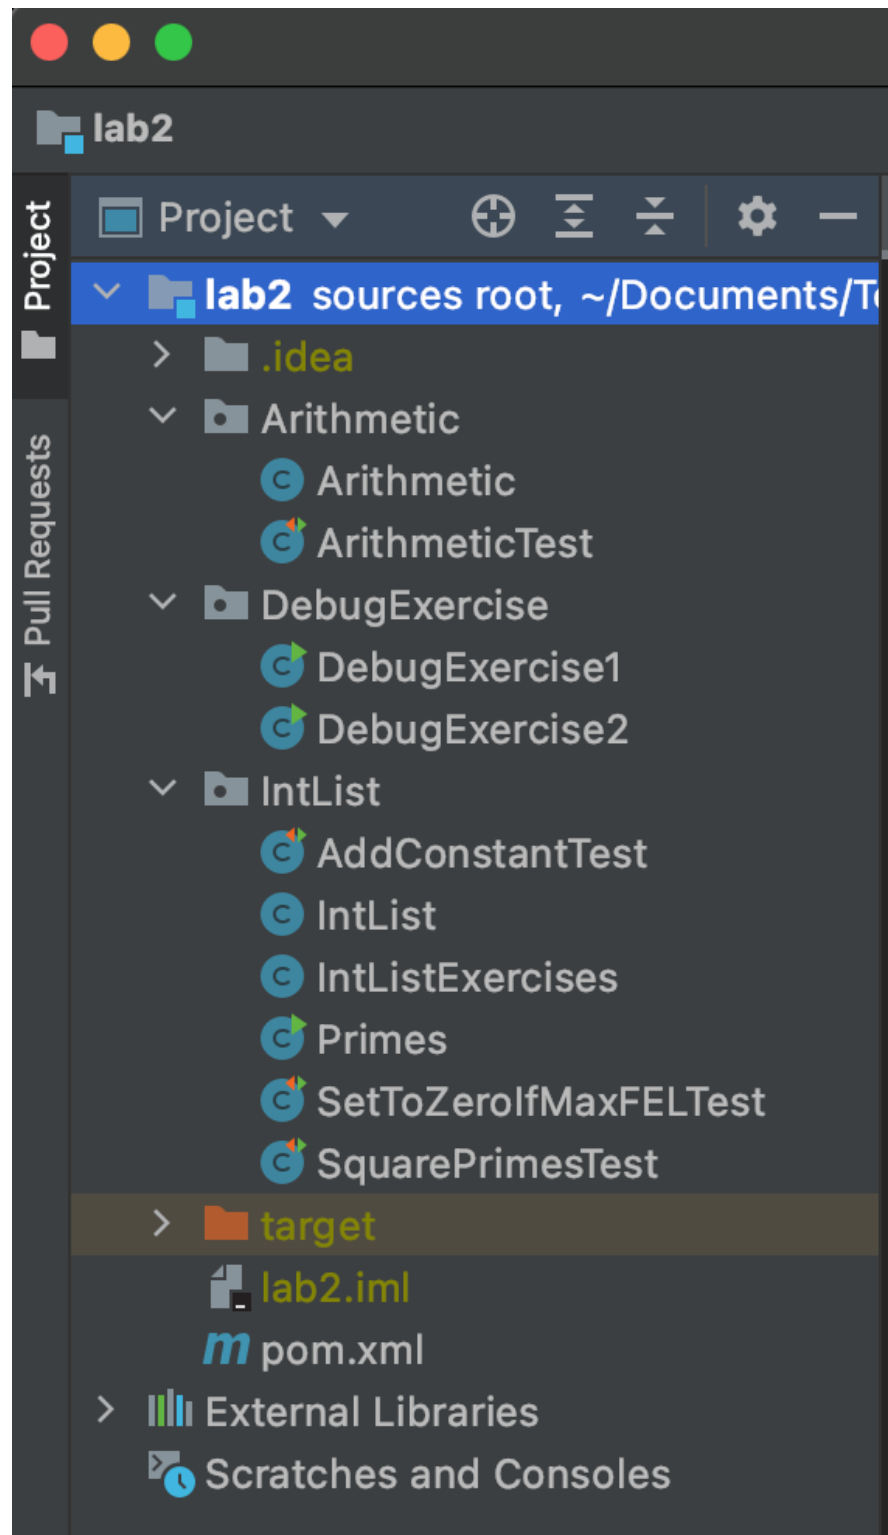 lab2
Project
Project
Pull Requests
lab2 sources root, ~/Documents/T
.idea
Arithmetic
Arithmetic
ArithmeticTest
DebugExercise
DebugExercise1
DebugExercise2
IntList
AddConstantTest
IntList
IntListExercises
Primes
SetToZeroIfMaxFELTest
SquarePrimesTest
target
lab2.iml
pom.xml
External Libraries
Scratches and Consoles